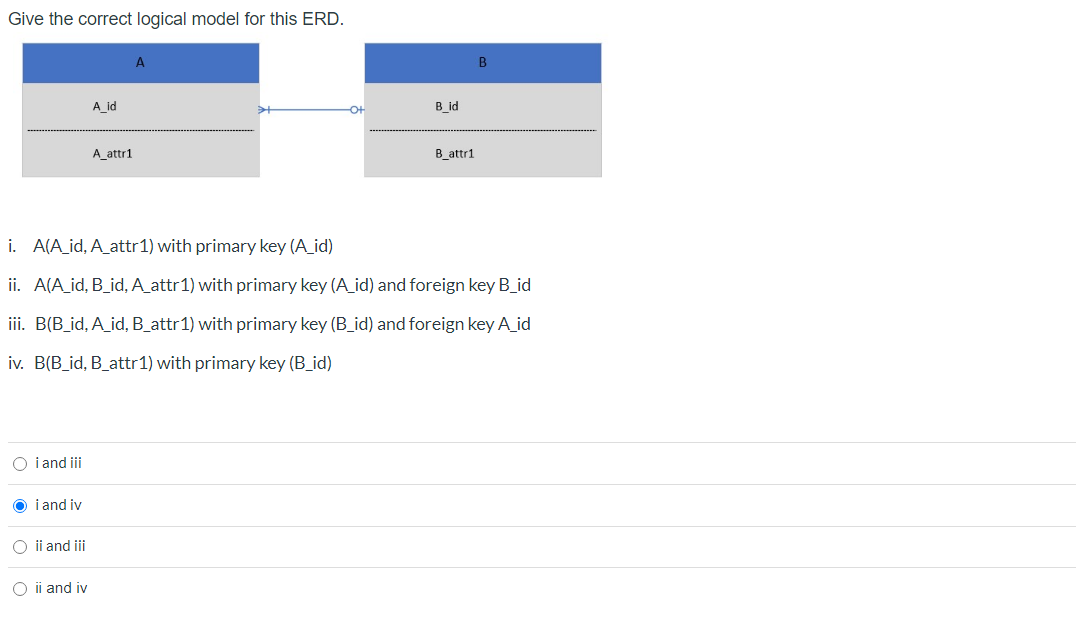 Give the correct logical model for this ERD.
A
B
A_id
B_id
A_attr1
B_attr1
i. A(A_id, A_attr1) with primary key (A_id)
ii. A(A_id, B_id, A_attr1) with primary key (A_id) and foreign key B_id
iii. B(B_id, A_id, B_attr1) with primary key (B_id) and foreign key A_id
iv. B(B_id, B_attr1) with primary key (B_id)
i and iii
i and iv
ii and iii
ii and iv